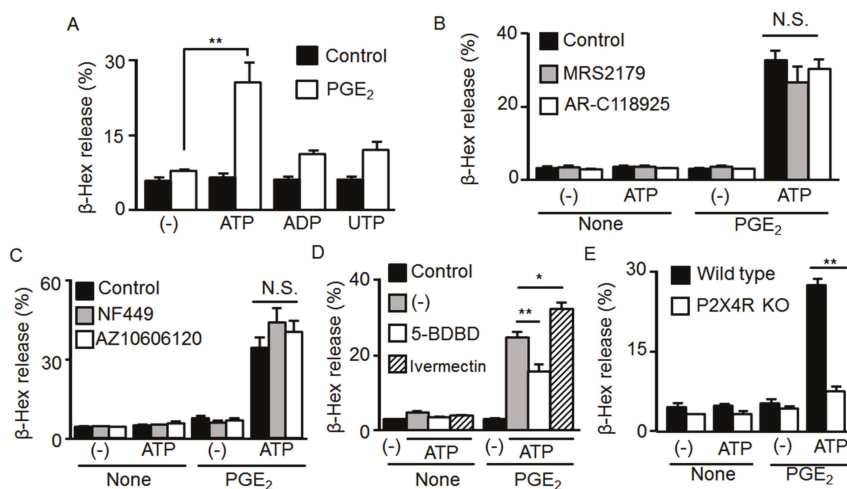 A
β-Hex release (%)
30
15
0
**
Control
PGE₂
(-) ATP ADP UTP
B
β-Hex release (%)
40
20
0
Control
MRS2179
AR-C118925
N.S.
(-) ATP (-) ATP
None PGE₂
C
β-Hex release (%)
60
30
0
Control
NF449
AZ10606120
N.S.
(-) ATP (-) ATP
None PGE₂
D
β-Hex release (%)
40
20
0
Control
(-)
5-BDBD
Ivermectin
*
**
(-) ATP (-) ATP
None PGE₂
E
β-Hex release (%)
30
15
0
Wild type
P2X4R KO
**
(-) ATP (-) ATP
None PGE₂